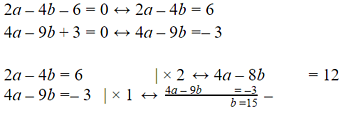 2a – 4b – 6 = 0 ↔ 2a – 4b = 6
4a – 9b + 3 = 0 ↔ 4a – 9b =– 3
2a – 4b = 6 | × 2 ↔ 4a – 8b = 12
4a – 9b =– 3 | × 1 ↔ 4a – 9b = –3
b =15 –